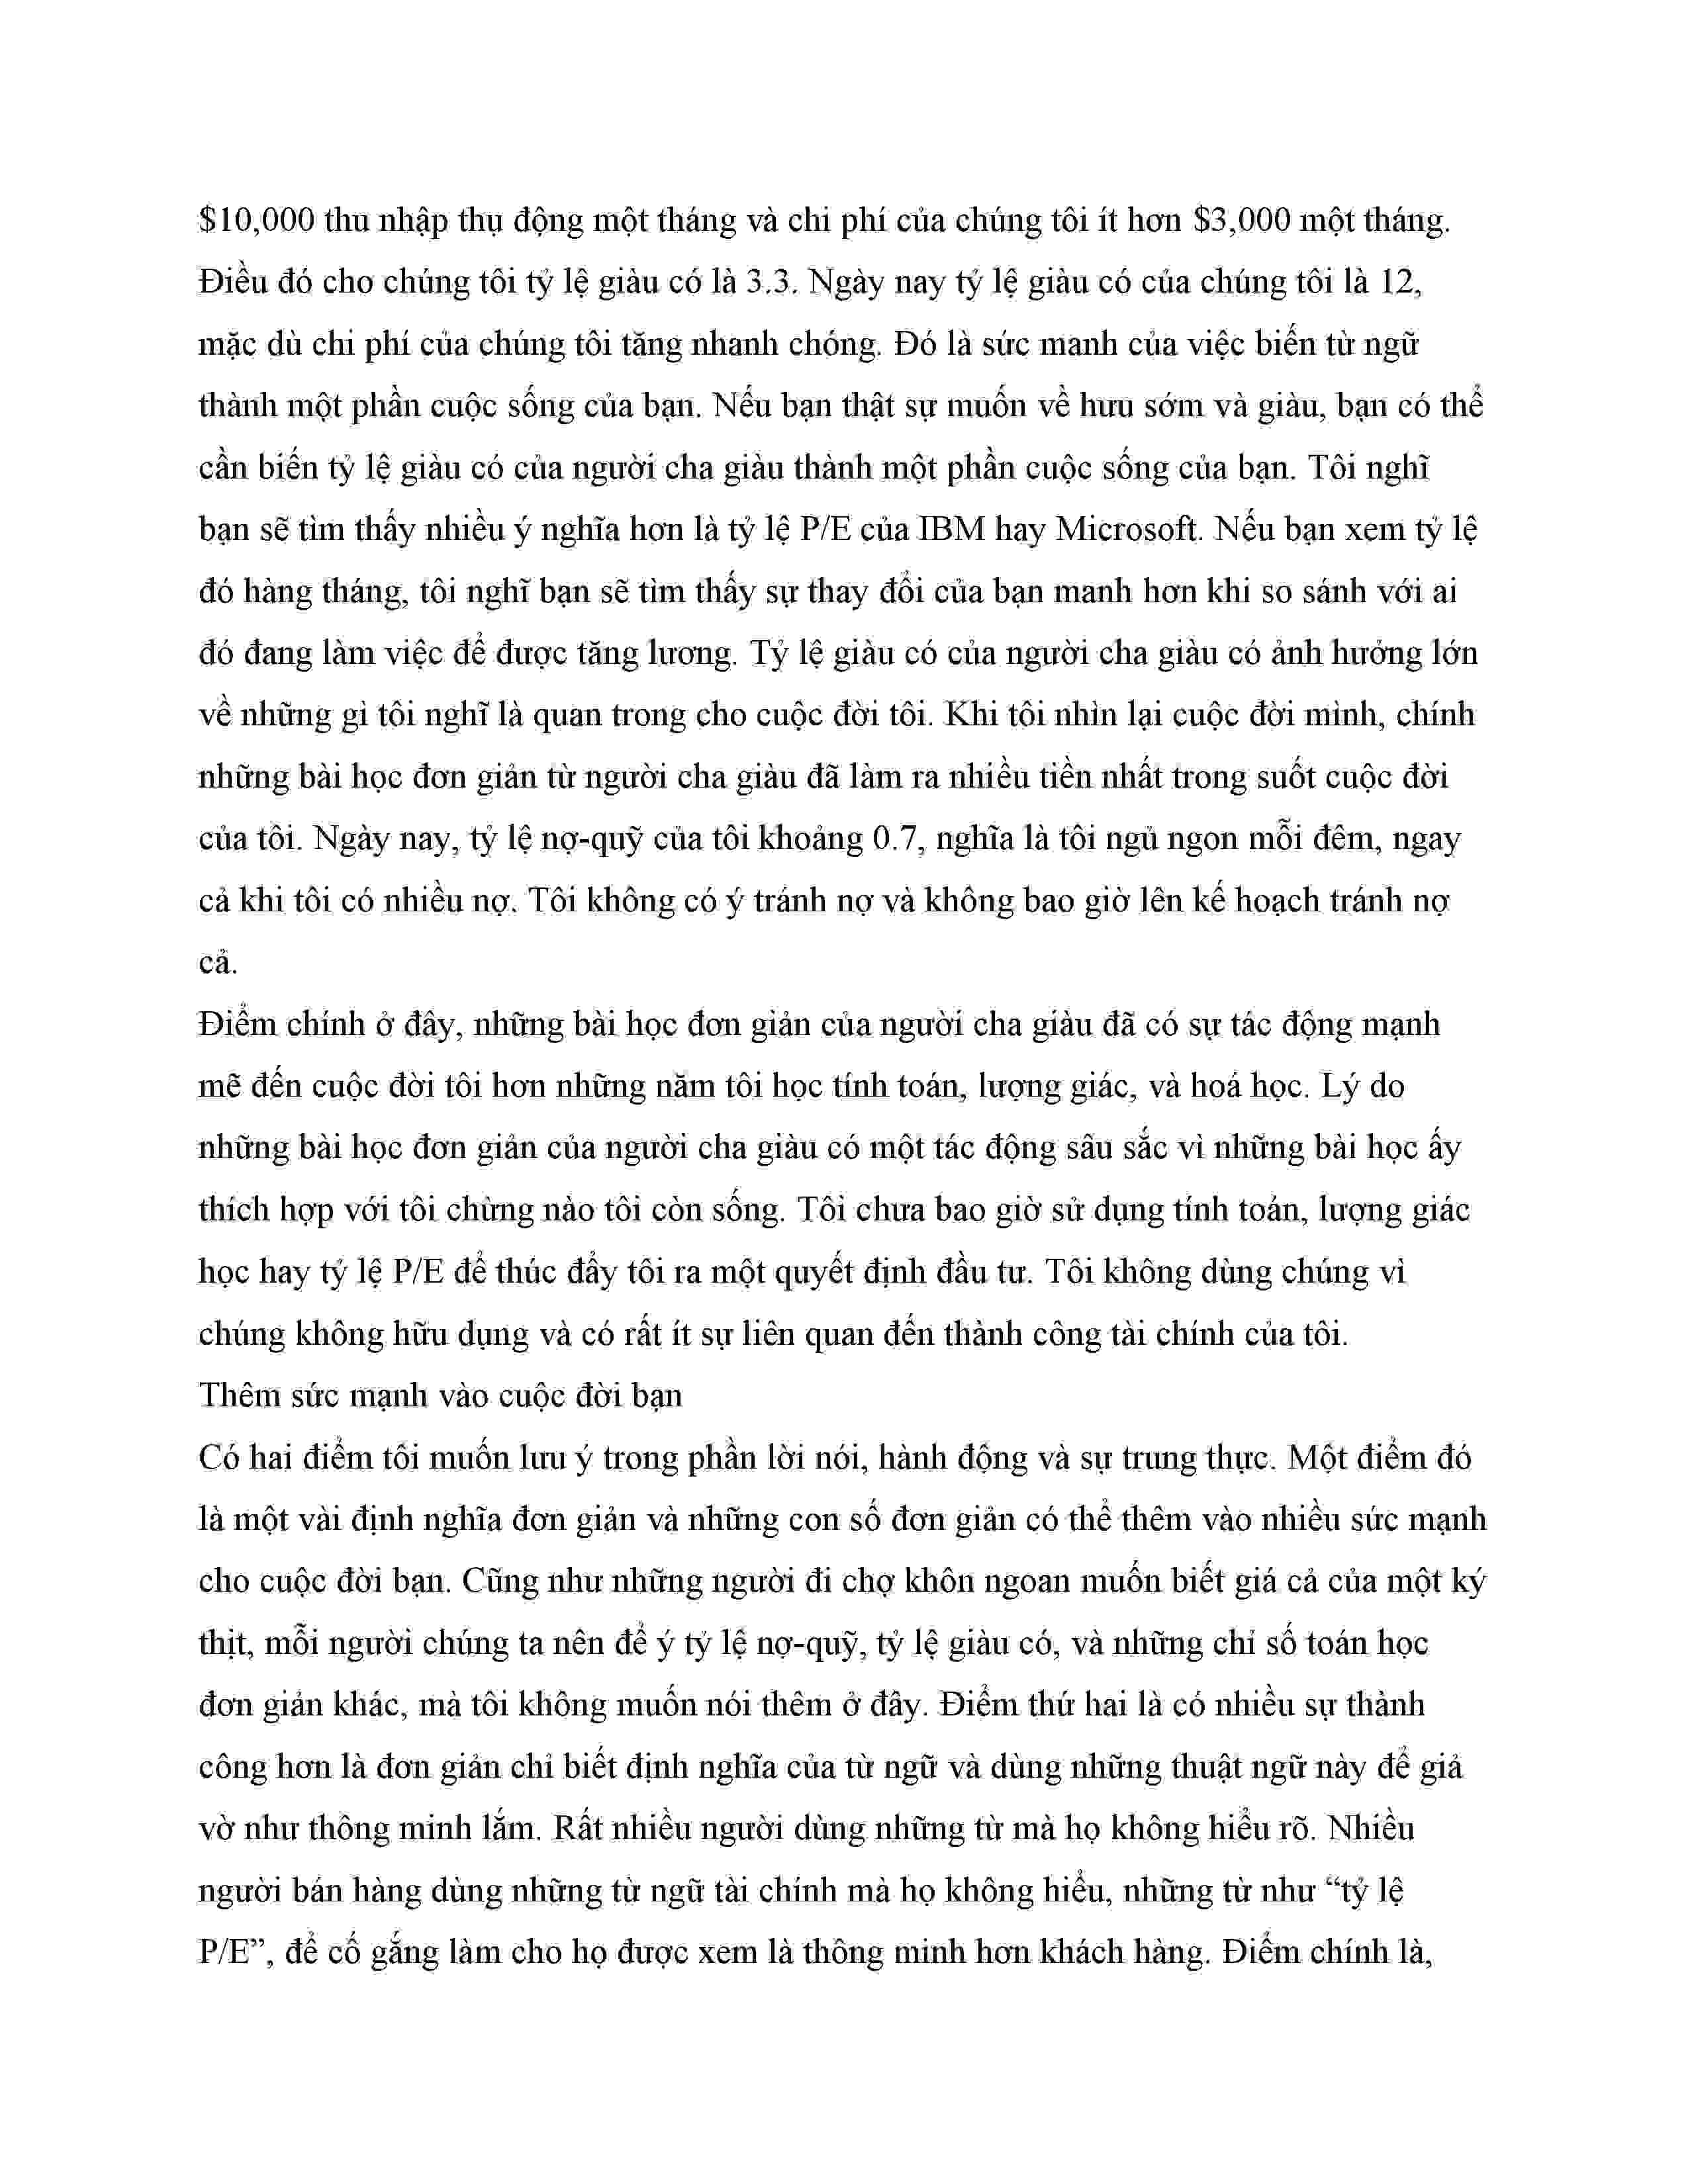 $10,000 thu nhập thụ động một tháng và chi phí của chúng tôi ít hơn $3,000 một tháng.
Điều đó cho chúng tôi tỷ lệ giàu có là 3.3. Ngày nay tỷ lệ giàu có của chúng tôi là 12,
mặc dù chi phí của chúng tôi tăng nhanh chóng. Đó là sức manh của việc biến từ ngữ
thành một phần cuộc sống của bạn. Nếu bạn thật sự muốn về hưu sớm và giàu, bạn có thể
cần biến tỷ lệ giàu có của người cha giàu thành một phần cuộc sống của bạn. Tôi nghĩ
bạn sẽ tìm thấy nhiều ý nghĩa hơn là tỷ lệ P/E của IBM hay Microsoft. Nếu bạn xem tỷ lệ
đó hàng tháng, tôi nghĩ bạn sẽ tìm thấy sự thay đổi của bạn manh hơn khi so sánh với ai
đó đang làm việc để được tăng lương. Tỷ lệ giàu có của người cha giàu có ảnh hưởng lớn
về những gì tôi nghĩ là quan trong cho cuộc đời tôi. Khi tôi nhìn lại cuộc đời mình, chính
những bài học đơn giản từ người cha giàu đã làm ra nhiều tiền nhất trong suốt cuộc đời
của tôi. Ngày nay, tỷ lệ nợ-quỹ của tôi khoảng 0.7, nghĩa là tôi ngủ ngon mỗi đêm, ngay
cả khi tôi có nhiều nợ. Tôi không có ý tránh nợ và không bao giờ lên kế hoạch tránh nợ
cả.
Điểm chính ở đây, những bài học đơn giản của người cha giàu đã có sự tác động mạnh
mẽ đến cuộc đời tôi hơn những năm tôi học tính toán, lượng giác, và hoá học. Lý do
những bài học đơn giản của người cha giàu có một tác động sâu sắc vì những bài học ấy
thích hợp với tôi chừng nào tôi còn sống. Tôi chưa bao giờ sử dụng tính toán, lượng giác
học hay tỷ lệ P/E để thúc đẩy tôi ra một quyết định đầu tư. Tôi không dùng chúng vì
chúng không hữu dụng và có rất ít sự liên quan đến thành công tài chính của tôi.
Thêm sức mạnh vào cuộc đời bạn
Có hai điểm tôi muốn lưu ý trong phần lời nói, hành động và sự trung thực. Một điểm đó
là một vài định nghĩa đơn giản và những con số đơn giản có thể thêm vào nhiều sức mạnh
cho cuộc đời bạn. Cũng như những người đi chợ khôn ngoan muốn biết giá cả của một ký
thịt, mỗi người chúng ta nên để ý tỷ lệ nợ-quỹ, tỷ lệ giàu có, và những chỉ số toán học
đơn giản khác, mà tôi không muốn nói thêm ở đây. Điểm thứ hai là có nhiều sự thành
công hơn là đơn giản chỉ biết định nghĩa của từ ngữ và dùng những thuật ngữ này để giả
vờ như thông minh lắm. Rất nhiều người dùng những từ mà họ không hiểu rõ. Nhiều
người bán hàng dùng những từ ngữ tài chính mà họ không hiểu, những từ như “tỷ lệ
P/E”, để cố gắng làm cho họ được xem là thông minh hơn khách hàng. Điểm chính là,